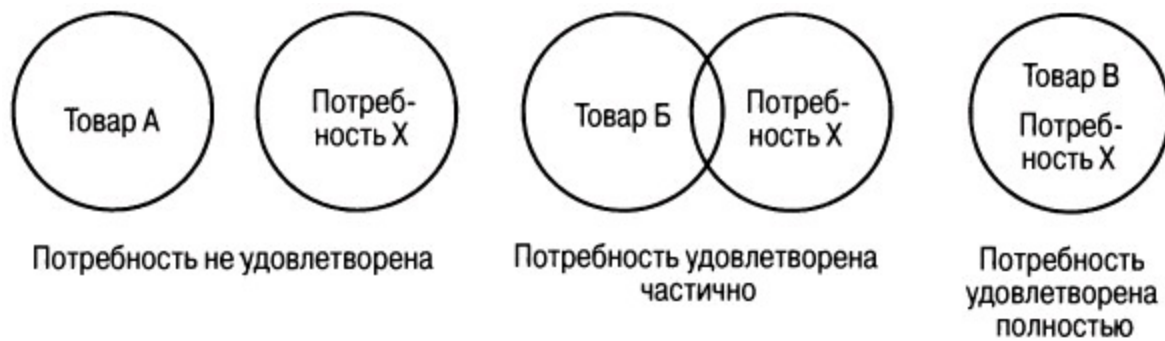 Товар А
Потреб-
ность X
Товар Б
Потреб-
ность X
Товар В
Потреб-
ность X
Потребность не удовлетворена
Потребность удовлетворена
частично
Потребность
удовлетворена
полностью